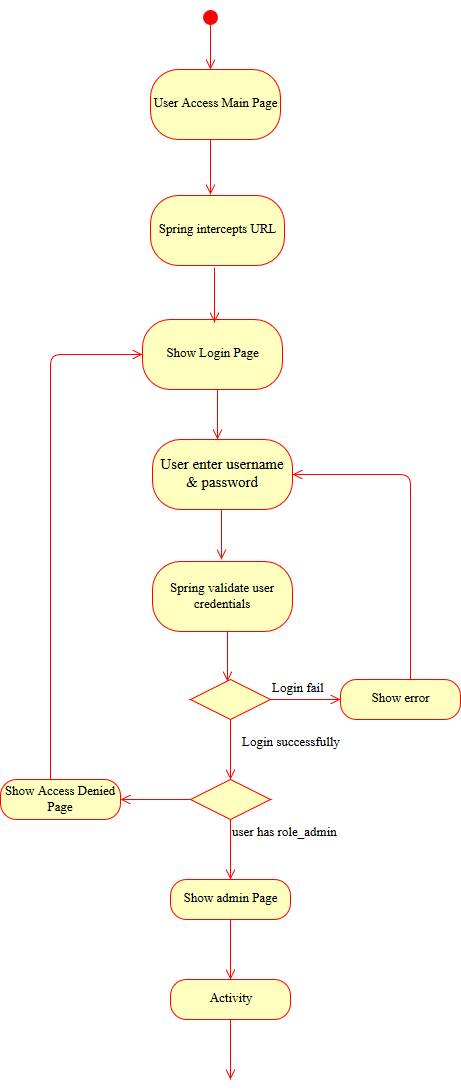 User Access Main Page
Spring intercepts URL
Show Login Page
User enter username
& password
Spring validate user
credentials
Login fail
Show error
Login successfully
Show Access Denied
Page
user has role_admin
Show admin Page
Activity